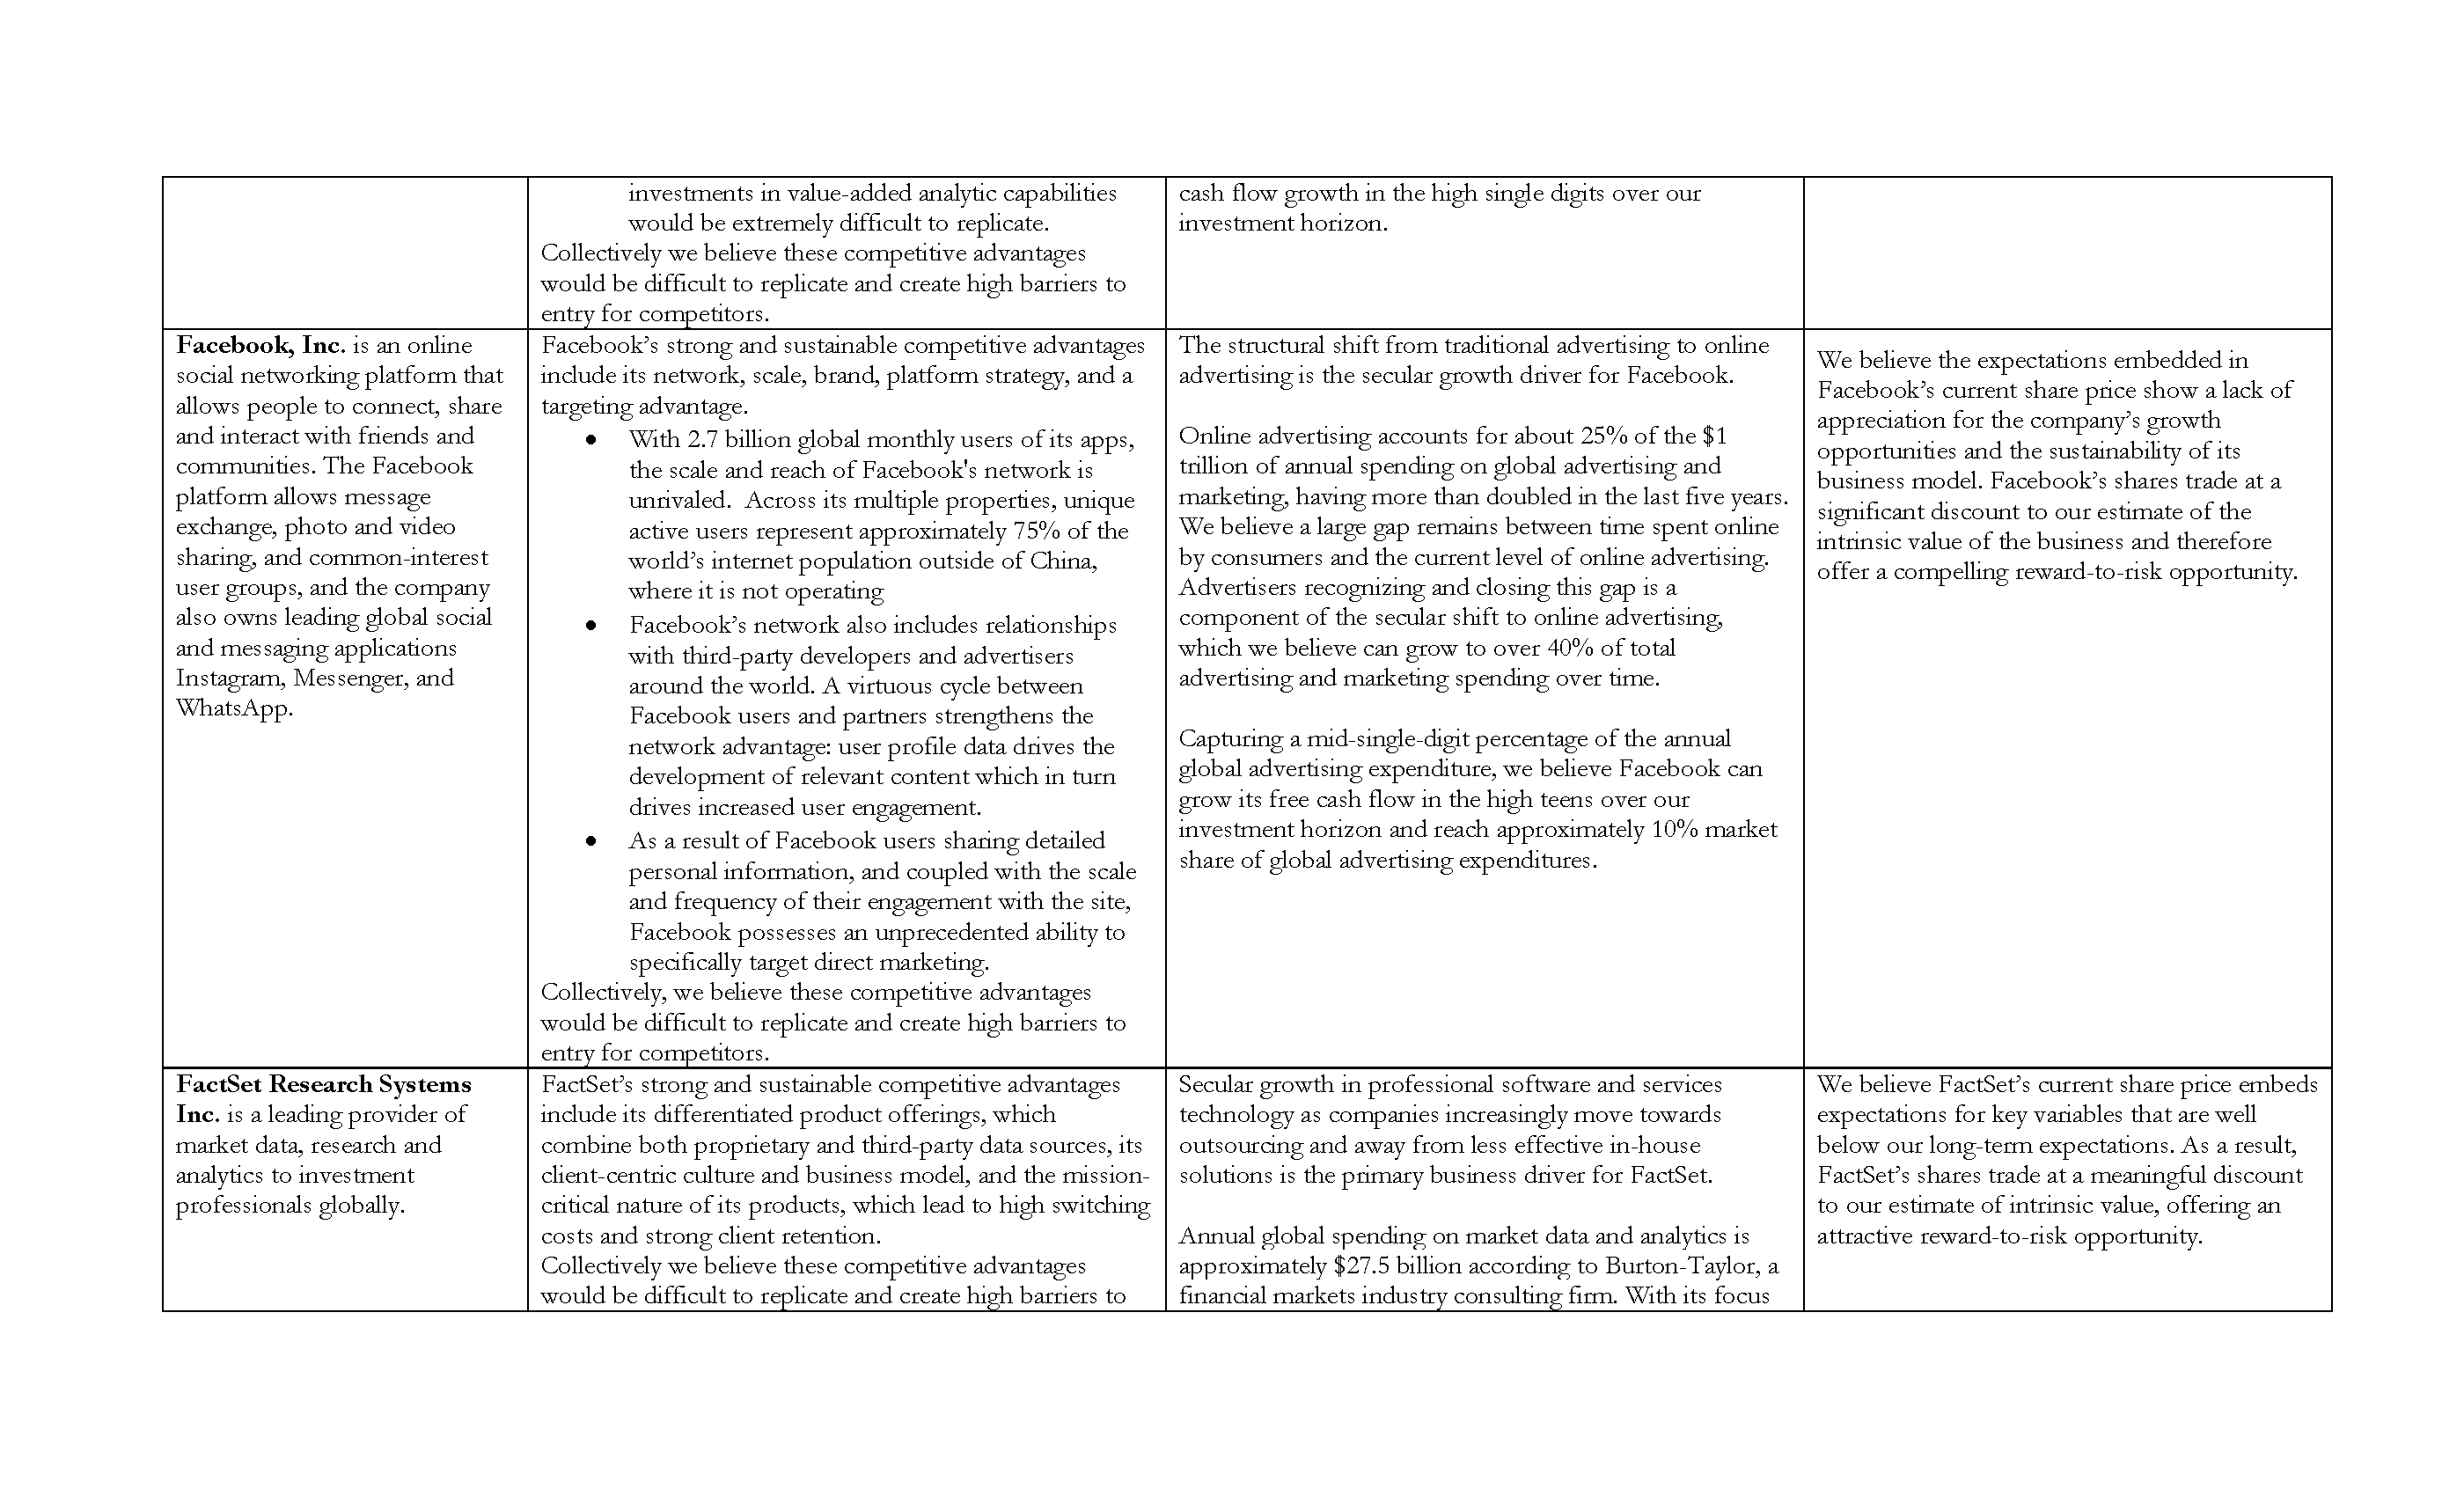 investments in value-added analytic capabilities
would be extremely difficult to replicate.
Collectively we believe these competitive advantages
would be difficult to replicate and create high barriers to
entry for competitors.
cash flow growth in the high single digits over our
investment horizon.
Facebook, Inc. is an online
social networking platform that
allows people to connect, share
and interact with friends and
communities. The Facebook
platform allows message
exchange, photo and video
sharing, and common-interest
user groups, and the company
also owns leading global social
and messaging applications
Instagram, Messenger, and
WhatsApp.
Facebook’s strong and sustainable competitive advantages
include its network, scale, brand, platform strategy, and a
targeting advantage.
• With 2.7 billion global monthly users of its apps,
the scale and reach of Facebook's network is
unrivaled.  Across its multiple properties, unique
active users represent approximately 75% of the
world’s internet population outside of China,
where it is not operating
• Facebook’s network also includes relationships
with third-party developers and advertisers
around the world. A virtuous cycle between
Facebook users and partners strengthens the
network advantage: user profile data drives the
development of relevant content which in turn
drives increased user engagement.
• As a result of Facebook users sharing detailed
personal information, and coupled with the scale
and frequency of their engagement with the site,
Facebook possesses an unprecedented ability to
specifically target direct marketing.
Collectively, we believe these competitive advantages
would be difficult to replicate and create high barriers to
entry for competitors.
The structural shift from traditional advertising to online
advertising is the secular growth driver for Facebook.
Online advertising accounts for about 25% of the $1
trillion of annual spending on global advertising and
marketing, having more than doubled in the last five years.
We believe a large gap remains between time spent online
by consumers and the current level of online advertising.
Advertisers recognizing and closing this gap is a
component of the secular shift to online advertising,
which we believe can grow to over 40% of total
advertising and marketing spending over time.
Capturing a mid-single-digit percentage of the annual
global advertising expenditure, we believe Facebook can
grow its free cash flow in the high teens over our
investment horizon and reach approximately 10% market
share of global advertising expenditures.
We believe the expectations embedded in
Facebook’s current share price show a lack of
appreciation for the company’s growth
opportunities and the sustainability of its
business model. Facebook’s shares trade at a
significant discount to our estimate of the
intrinsic value of the business and therefore
offer a compelling reward-to-risk opportunity.
FactSet Research Systems
Inc. is a leading provider of
market data, research and
analytics to investment
professionals globally.
FactSet’s strong and sustainable competitive advantages
include its differentiated product offerings, which
combine both proprietary and third-party data sources, its
client-centric culture and business model, and the mission-
critical nature of its products, which lead to high switching
costs and strong client retention.
Collectively we believe these competitive advantages
would be difficult to replicate and create high barriers to
Secular growth in professional software and services
technology as companies increasingly move towards
outsourcing and away from less effective in-house
solutions is the primary business driver for FactSet.
Annual global spending on market data and analytics is
approximately $27.5 billion according to Burton-Taylor, a
financial markets industry consulting firm. With its focus
We believe FactSet’s current share price embeds
expectations for key variables that are well
below our long-term expectations. As a result,
FactSet’s shares trade at a meaningful discount
to our estimate of intrinsic value, offering an
attractive reward-to-risk opportunity.